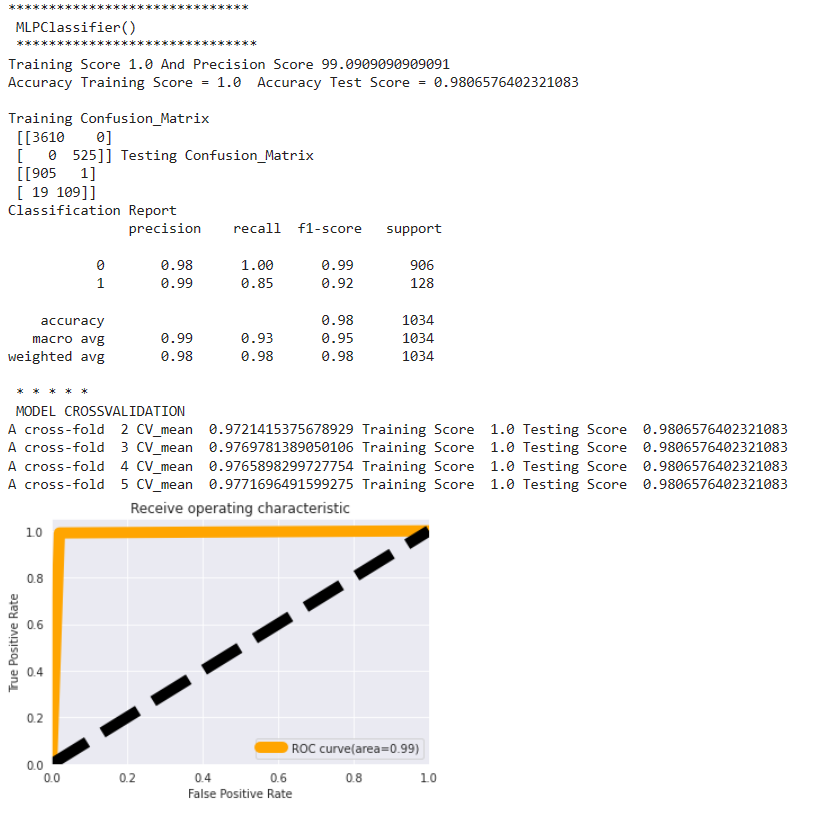 ******************************
MLPClassifier()
******************************
Training Score 1.0 And Precision Score 99.0909090909091
Accuracy Training Score = 1.0  Accuracy Test Score = 0.9806576402321083
Training Confusion_Matrix
[[3610    0]
[   0  525]] Testing Confusion_Matrix
[[905   1]
[ 19 109]]
Classification Report
precision    recall  f1-score   support
0       0.98      1.00      0.99       906
1       0.99      0.85      0.92       128
accuracy                           0.98      1034
macro avg       0.99      0.93      0.95      1034
weighted avg       0.98      0.98      0.98      1034
* * * * *
MODEL CROSSVALIDATION
A cross-fold  2 CV_mean  0.9721415375678929 Training Score  1.0 Testing Score  0.9806576402321083
A cross-fold  3 CV_mean  0.9769781389050106 Training Score  1.0 Testing Score  0.9806576402321083
A cross-fold  4 CV_mean  0.9765898299727754 Training Score  1.0 Testing Score  0.9806576402321083
A cross-fold  5 CV_mean  0.9771696491599275 Training Score  1.0 Testing Score  0.9806576402321083
Receive operating characteristic
1.0
0.8
0.6
0.4
0.2
0.0
True Positive Rate
ROC curve(area=0.99)
0.0 0.2 0.4 0.6 0.8 1.0
False Positive Rate